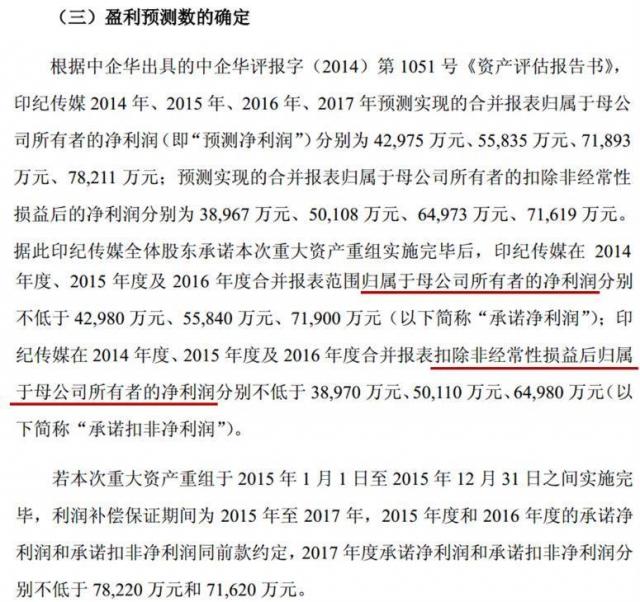 （三）盈利预测数的确定
根据中企华出具的中企华评报字（2014）第 1051 号《资产评估报告书》，
印纪传媒 2014 年、2015 年、2016 年、2017 年预测实现的合并报表归属于母公
司所有者的净利润（即“预测净利润”）分别为 42,975 万元、55,835 万元、71,893
万元、78,211 万元；预测实现的合并报表归属于母公司所有者的扣除非经常性
损益后的净利润分别为 38,967 万元、50,108 万元、64,973 万元、71,619 万元。
据此印纪传媒全体股东承诺本次重大资产重组实施完毕后，印纪传媒在 2014
年度、2015 年度及 2016 年度合并报表范围归属于母公司所有者的净利润分别
不低于 42,980 万元、55,840 万元、71,900 万元（以下简称“承诺净利润”）；印
纪传媒在 2014 年度、2015 年度及 2016 年度合并报表扣除非经常性损益后归属
于母公司所有者的净利润分别不低于 38,970 万元、50,110 万元、64,980 万元（以
下简称“承诺扣非净利润”）。
若本次重大资产重组于 2015 年 1 月 1 日至 2015 年 12 月 31 日之间实施完
毕，利润补偿保证期间为 2015 年至 2017 年，2015 年度和 2016 年度的承诺净
利润和承诺扣非净利润同前款约定，2017 年度承诺净利润和承诺扣非净利润分
别不低于 78,220 万元和 71,620 万元。